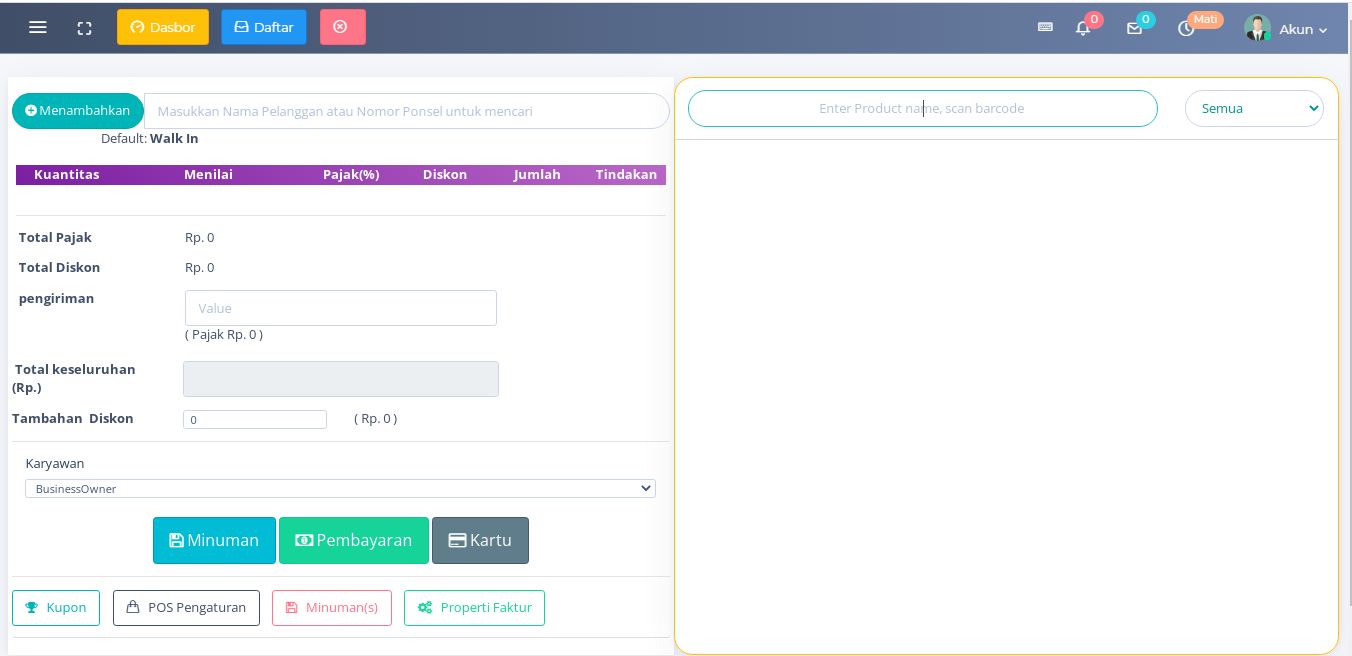 Dasbor Daftar 0 0 Mati Akun
Menambahkan Masukkan Nama Pelanggan atau Nomor Ponsel untuk mencari
Default: Walk In
Kuantitas Menilai Pajak(%) Diskon Jumlah Tindakan
Total Pajak Rp. 0
Total Diskon Rp. 0
pengiriman Value
( Pajak Rp. 0 )
Total keseluruhan
(Rp.)
Tambahan Diskon 0 ( Rp. 0 )
Karyawan
BusinessOwner
Minuman Pembayaran Kartu
Kupon POS Pengaturan Minuman(s) Properti Faktur
Enter Product name, scan barcode Semua